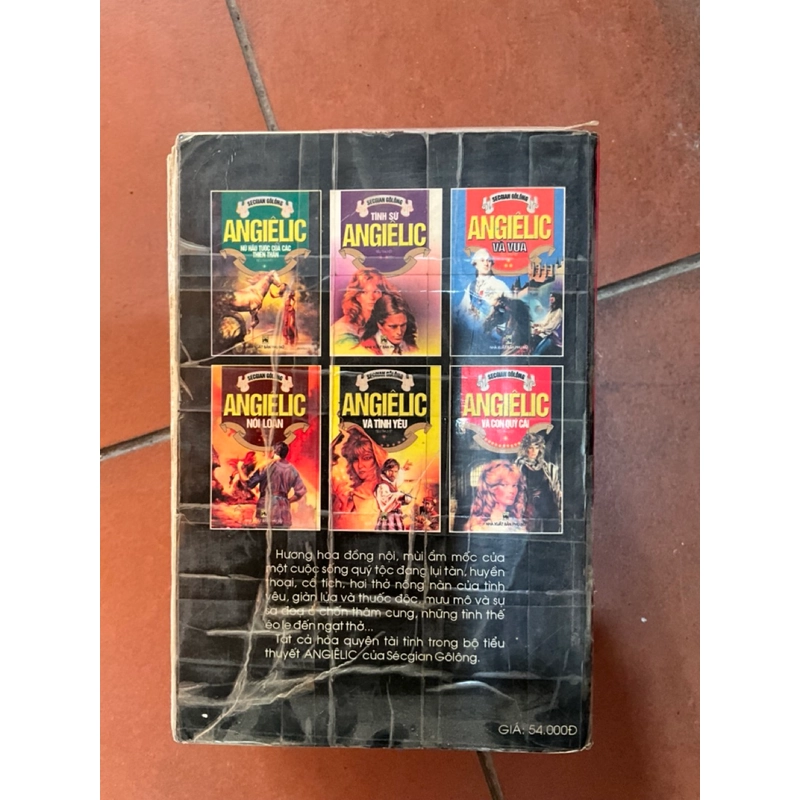 SECGIAN GÔLÔNG
ANGIÊLIC
NỮ HẦU TƯỚC CỦA CÁC
THIÊN THẦN
SECGIAN GÔLÔNG
TÌNH SỬ
ANGIÊLIC
SECGIAN GÔLÔNG
ANGIÊLIC
VÀ VUA
SECGIAN GÔLÔNG
ANGIÊLIC
NỔI LOẠN
SECGIAN GÔLÔNG
ANGIÊLIC
VÀ TÌNH YÊU
SECGIAN GÔLÔNG
ANGIÊLIC
VÀ CON QUỶ CÁI
Hương hoa đồng nội, mùi ẩm mốc của
một cuộc sống quý tộc đang lụi tàn, huyền
thoại, cổ tích, hơi thở nồng nàn của tình
yêu, giàn lửa và thuốc độc, mưu mô và sự
sa đọa ở chốn thâm cung, những tình thế
éo le đến ngạt thở...
Tất cả hòa quyện tài tình trong bộ tiểu
thuyết ANGIÊLIC của Sécgian Gôlông.
GIÁ: 54.000Đ